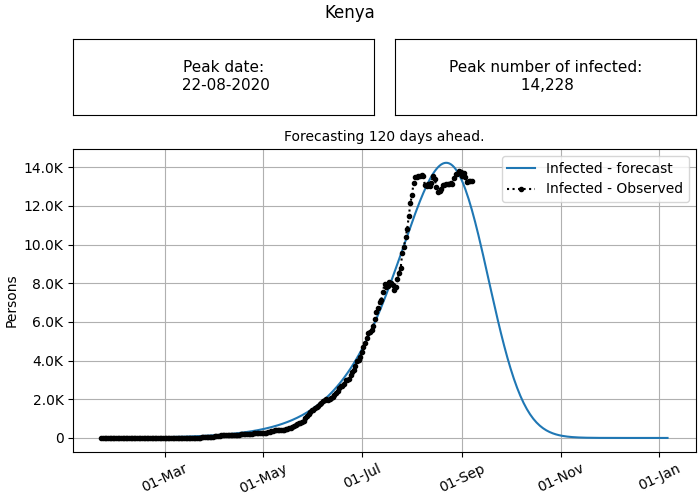 Kenya
Peak date:
22-08-2020
Peak number of infected:
14,228
Forecasting 120 days ahead.
Infected - forecast
Infected - Observed
Persons
14.0K
12.0K
10.0K
8.0K
6.0K
4.0K
2.0K
0
01-Mar
01-May
01-Jul
01-Sep
01-Nov
01-Jan